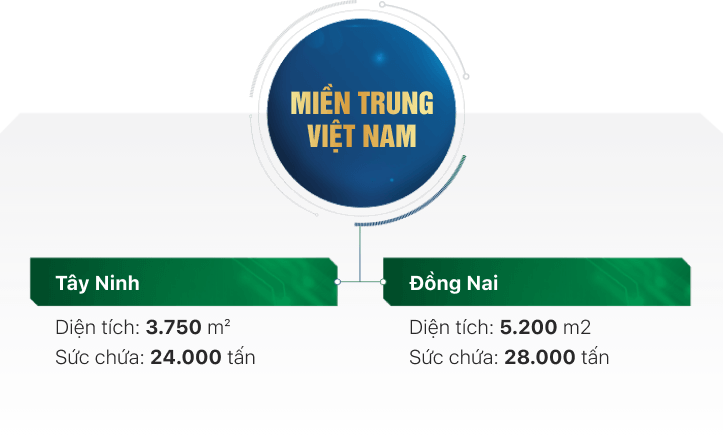 MIỀN TRUNG
VIỆT NAM
Tây Ninh
Diện tích: 3.750 m²
Sức chứa: 24.000 tấn
Đồng Nai
Diện tích: 5.200 m2
Sức chứa: 28.000 tấn